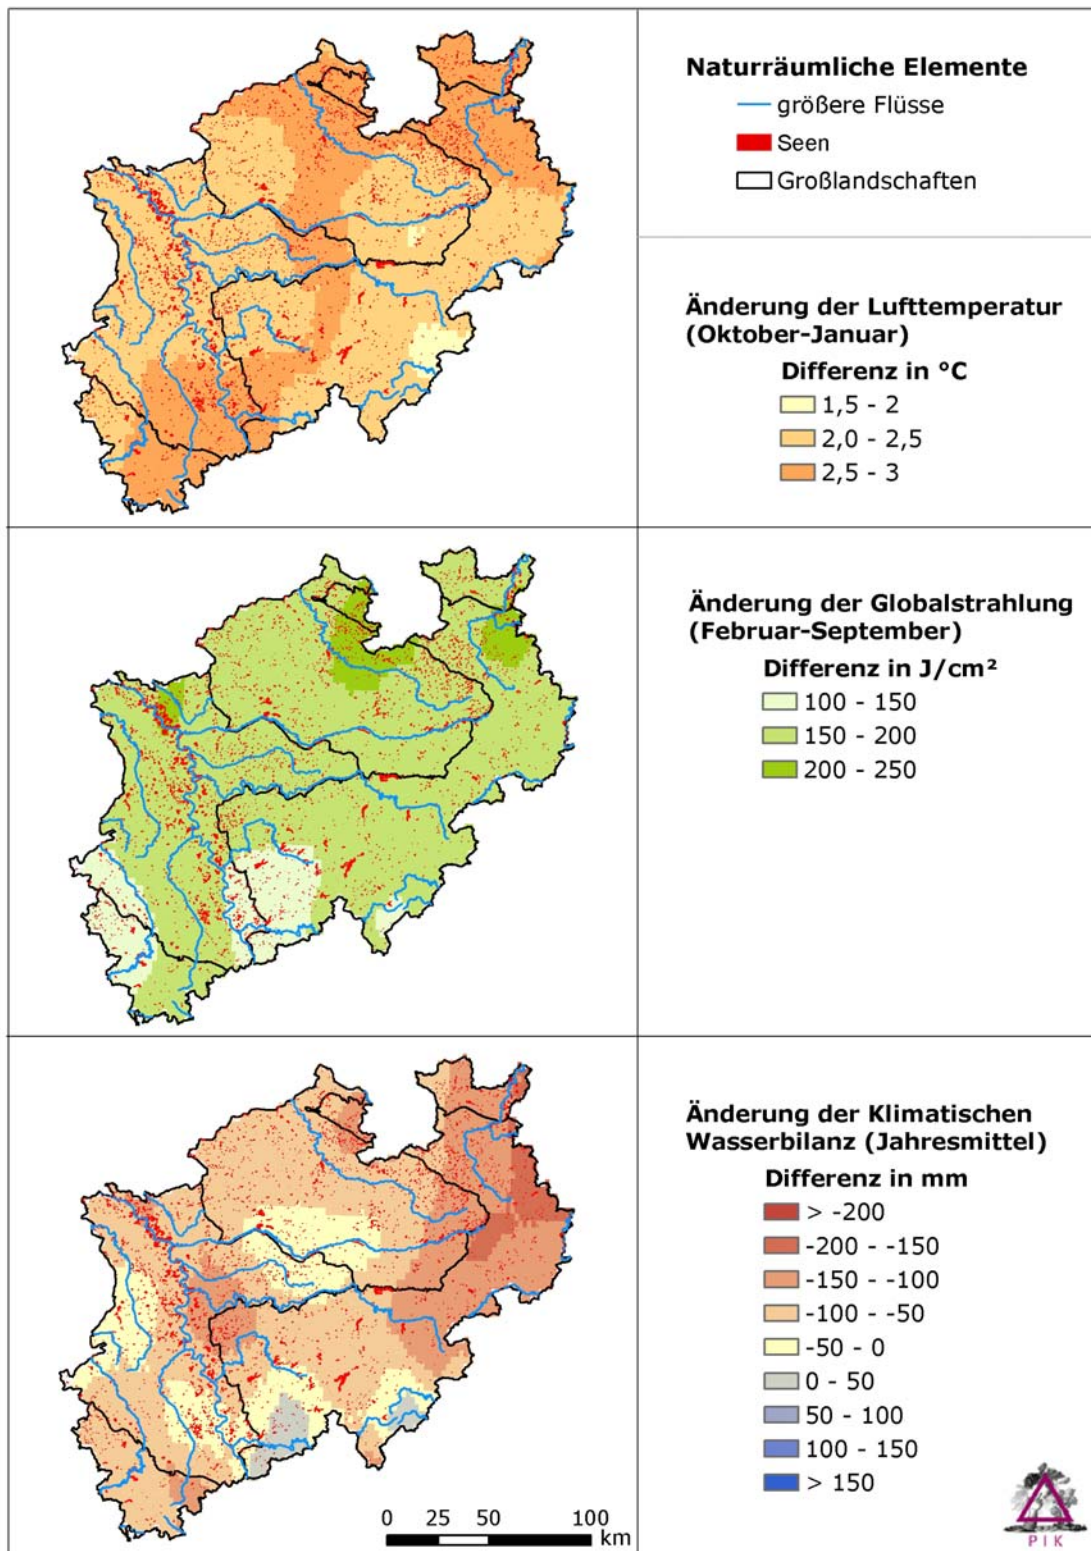 Naturräumliche Elemente
größere Flüsse
Seen
Großlandschaften
Änderung der Lufttemperatur
(Oktober-Januar)
Differenz in °C
1,5 - 2
2,0 - 2,5
2,5 - 3
Änderung der Globalstrahlung
(Februar-September)
Differenz in J/cm²
100 - 150
150 - 200
200 - 250
Änderung der Klimatischen
Wasserbilanz (Jahresmittel)
Differenz in mm
> -200
-200 - -150
-150 - -100
-100 - -50
-50 - 0
0 - 50
50 - 100
100 - 150
> 150
0 25 50 100
km
PIK